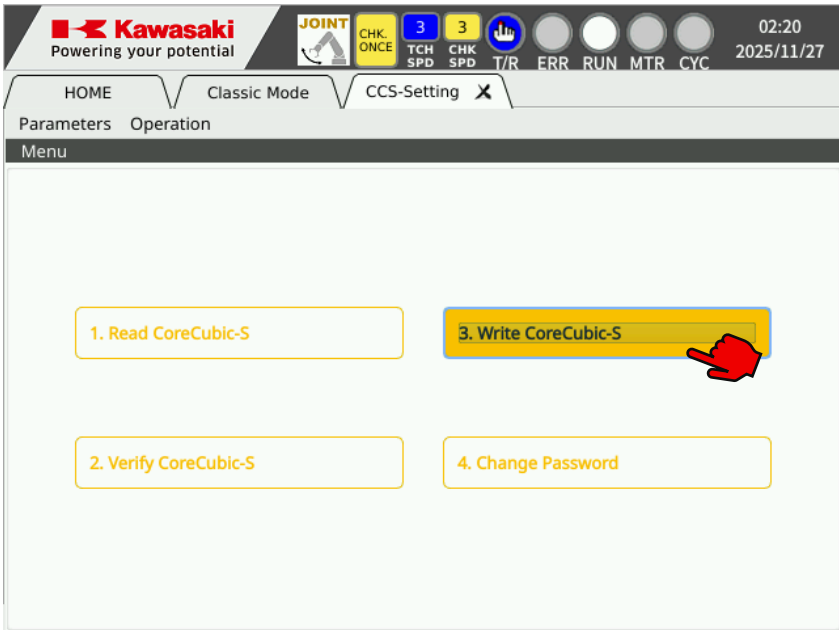 Kawasaki
Powering your potential
JOINT
CHK. ONCE
3
TCH SPD
3
CHK SPD
T/R
ERR
RUN
MTR
CYC
02:20
2025/11/27
HOME
Classic Mode
CCS-Setting
Parameters
Operation
Menu
1. Read CoreCubic-S
3. Write CoreCubic-S
2. Verify CoreCubic-S
4. Change Password